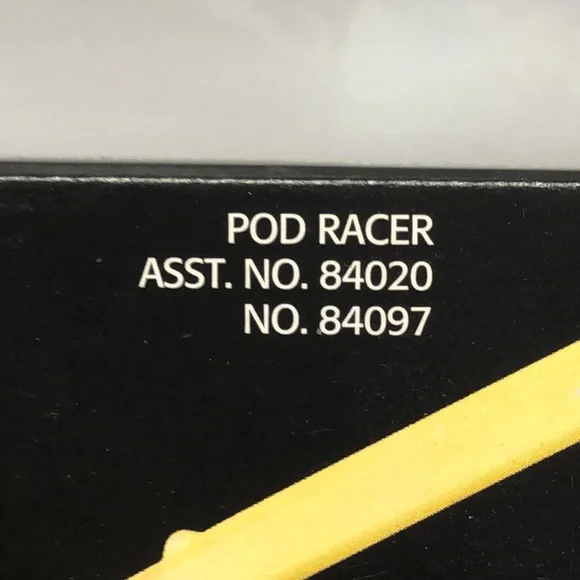 POD RACER
ASST. NO. 84020
NO. 84097